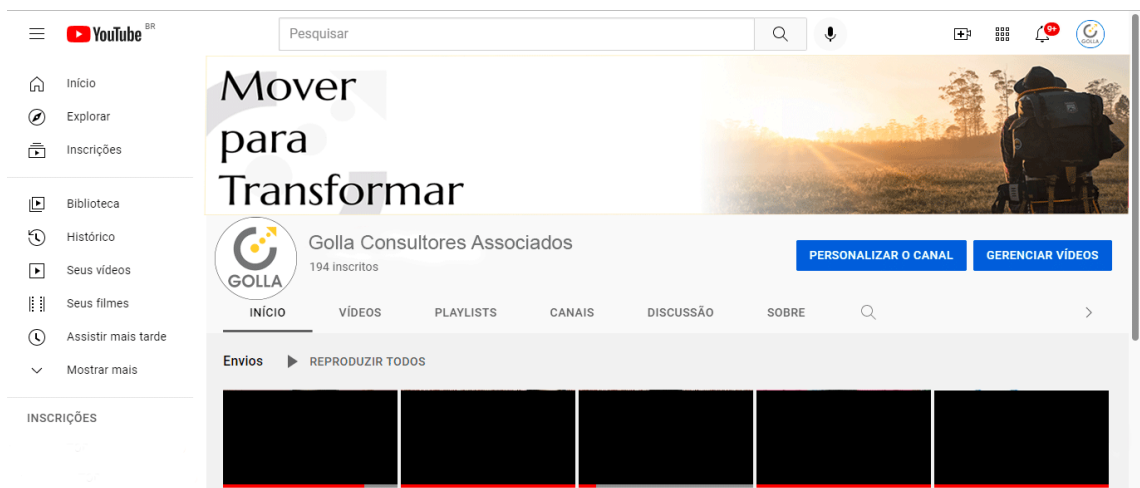 YouTube BR
Pesquisar
9+
GOLLA
Início
Explorar
Inscrições
Biblioteca
Histórico
Seus vídeos
Seus filmes
Assistir mais tarde
Mostrar mais
INSCRIÇÕES
Mover
para
Transformar
GOLLA
Golla Consultores Associados
194 inscritos
PERSONALIZAR O CANAL
GERENCIAR VÍDEOS
INÍCIO VÍDEOS PLAYLISTS CANAIS DISCUSSÃO SOBRE
Envios REPRODUZIR TODOS